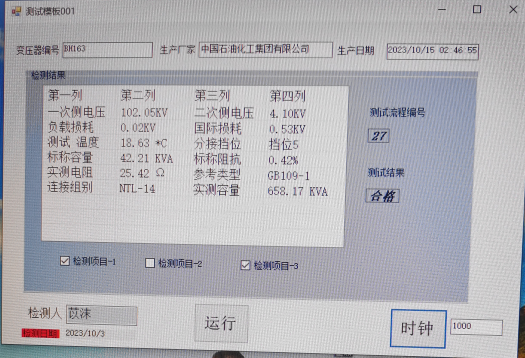 测试模板001
变压器编号 BH163 生产厂家 中国石油化工集团有限公司 生产日期 2023/10/15 02:46:55
检测结果
第一列 第二列 第三列 第四列
一次侧电压 102.05KV 二次侧电压 4.10KV
负载损耗 0.02KV 国际损耗 0.53KV
测试 温度 18.63 *C 分接挡位 挡位5
标称容量 42.21 KVA 标称阻抗 0.42%
实测电阻 25.42 Ω 参考类型 GB109-1
连接组别 NTL-14 实测容量 658.17 KVA
测试流程编号
27
测试结果
合格
检测项目-1 检测项目-2 检测项目-3
检测人 苡沫
检测日期 2023/10/3
运行
时钟
1000